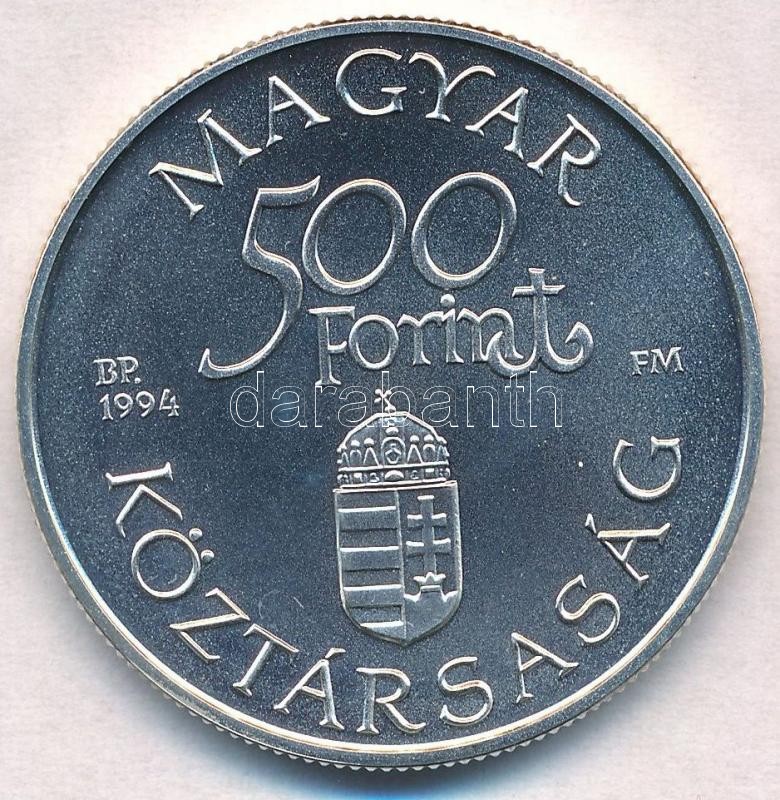 MAGYAR
500
Forint
BP.
1994
FM
darabanth
KÖZTÁRSASÁG